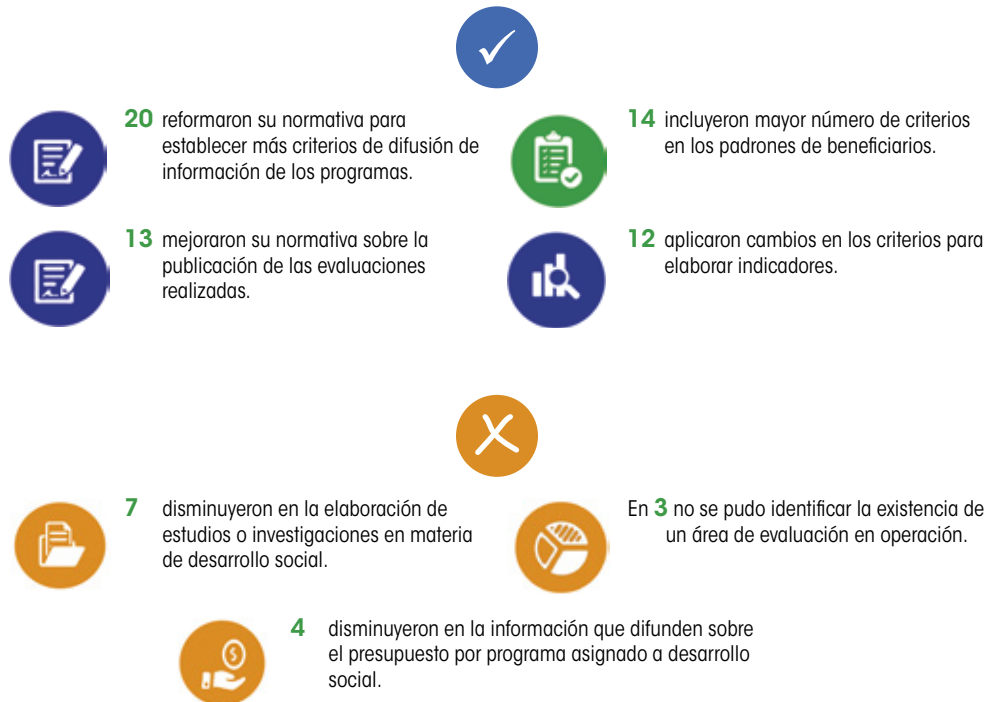 20 reformaron su normativa para
establecer más criterios de difusión de
información de los programas.
14 incluyeron mayor número de criterios
en los padrones de beneficiarios.
13 mejoraron su normativa sobre la
publicación de las evaluaciones
realizadas.
12 aplicaron cambios en los criterios para
elaborar indicadores.
7 disminuyeron en la elaboración de
estudios o investigaciones en materia
de desarrollo social.
En 3 no se pudo identificar la existencia de
un área de evaluación en operación.
4 disminuyeron en la información que difunden sobre
el presupuesto por programa asignado a desarrollo
social.